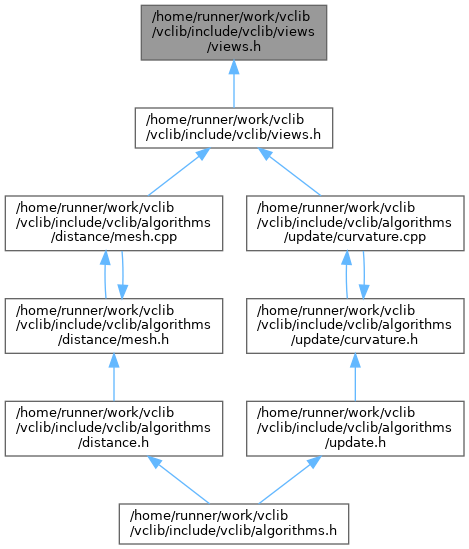 /home/runner/work/vclib
/vclib/include/vclib/views
/views.h
/home/runner/work/vclib
/vclib/include/vclib/views.h
/home/runner/work/vclib
/vclib/include/vclib/algorithms
/distance/mesh.cpp
/home/runner/work/vclib
/vclib/include/vclib/algorithms
/update/curvature.cpp
/home/runner/work/vclib
/vclib/include/vclib/algorithms
/distance/mesh.h
/home/runner/work/vclib
/vclib/include/vclib/algorithms
/update/curvature.h
/home/runner/work/vclib
/vclib/include/vclib/algorithms
/distance.h
/home/runner/work/vclib
/vclib/include/vclib/algorithms
/update.h
/home/runner/work/vclib
/vclib/include/vclib/algorithms.h